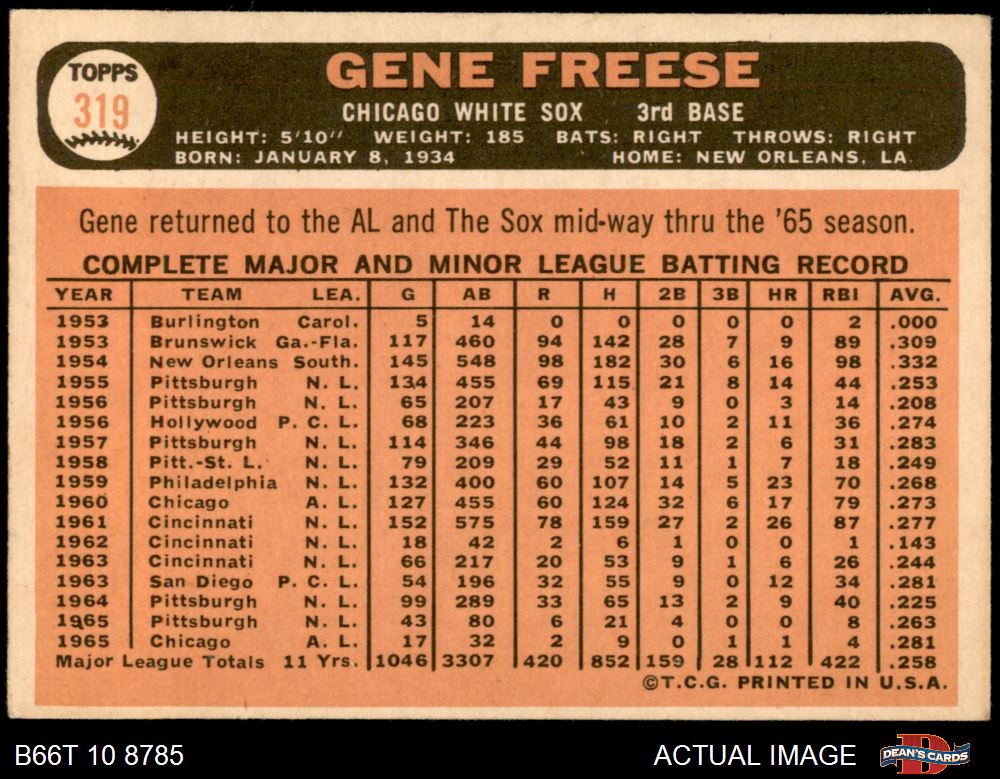 TOPPS
319
GENE FREESE
CHICAGO WHITE SOX 3rd BASE
HEIGHT: 5'10" WEIGHT: 185 BATS: RIGHT THROWS: RIGHT
BORN: JANUARY 8, 1934 HOME: NEW ORLEANS, LA.
Gene returned to the AL and The Sox mid-way thru the '65 season.
COMPLETE MAJOR AND MINOR LEAGUE BATTING RECORD
YEAR TEAM LEA. G AB R H 2B 3B HR RBI AVG.
1953 Burlington Carol. 5 14 0 0 0 0 0 2 .000
1953 Brunswick Ga.-Fla. 117 460 94 142 28 7 9 89 .309
1954 New Orleans South. 145 548 98 182 30 6 16 98 .332
1955 Pittsburgh N. L. 134 455 69 115 21 8 14 44 .253
1956 Pittsburgh N. L. 65 207 17 43 9 0 3 14 .208
1956 Hollywood P. C. L. 68 223 36 61 10 2 11 36 .274
1957 Pittsburgh N. L. 114 346 44 98 18 2 6 31 .283
1958 Pitt.-St. L. N. L. 79 209 29 52 11 1 7 18 .249
1959 Philadelphia N. L. 132 400 60 107 14 5 23 70 .268
1960 Chicago A. L. 127 455 60 124 32 6 17 79 .273
1961 Cincinnati N. L. 152 575 78 159 27 2 26 87 .277
1962 Cincinnati N. L. 18 42 2 6 1 0 0 1 .143
1963 Cincinnati N. L. 66 217 20 53 9 1 6 26 .244
1963 San Diego P. C. L. 54 196 32 55 9 0 12 34 .281
1964 Pittsburgh N. L. 99 289 33 65 13 2 9 40 .225
1965 Pittsburgh N. L. 43 80 6 21 4 0 0 8 .263
1965 Chicago A. L. 17 32 2 9 0 1 1 4 .281
Major League Totals 11 Yrs. 1046 3307 420 852 159 28 112 422 .258
©T.C.G. PRINTED IN U.S.A.
B66T 10 8785 ACTUAL IMAGE DEAN'S CARDS